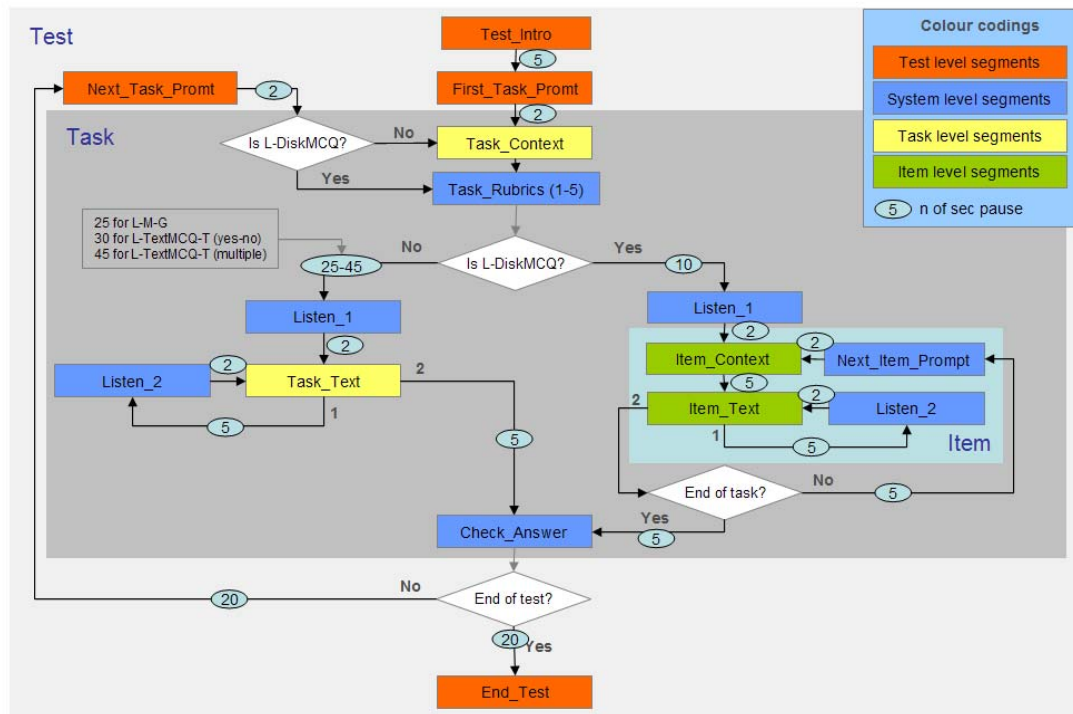 Test
Test_Intro
5
Next_Task_Promt
2
First_Task_Promt
2
Colour codings
Test level segments
System level segments
Task level segments
Item level segments
5 n of sec pause
Task
Is L-DiskMCQ?
No
Task_Context
Yes
Task_Rubrics (1-5)
25 for L-M-G
30 for L-TextMCQ-T (yes-no)
45 for L-TextMCQ-T (multiple)
25-45
No
Is L-DiskMCQ?
Yes
10
Listen_1
2
Listen_1
2
Listen_2
2
Task_Text
2
1
5
5
Item_Context
2
Next_Item_Prompt
5
2
Item_Text
2
Listen_2
1
5
Item
End of task?
No
5
Yes
5
Check_Answer
No
20
End of test?
20
Yes
End_Test